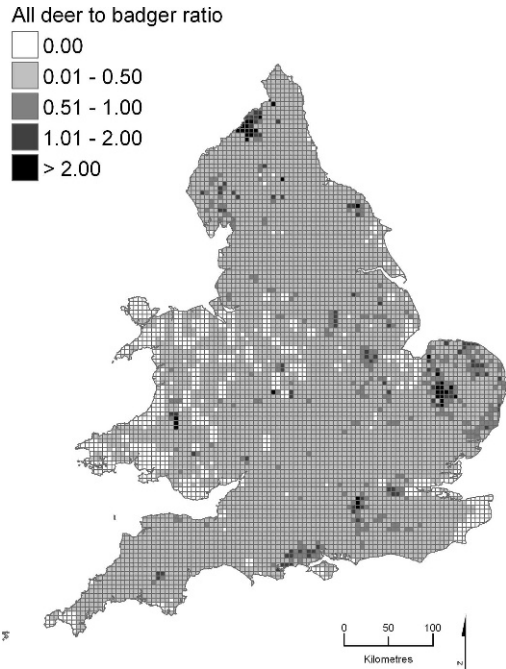 All deer to badger ratio
0.00
0.01 - 0.50
0.51 - 1.00
1.01 - 2.00
> 2.00
0 50 100
Kilometres
N